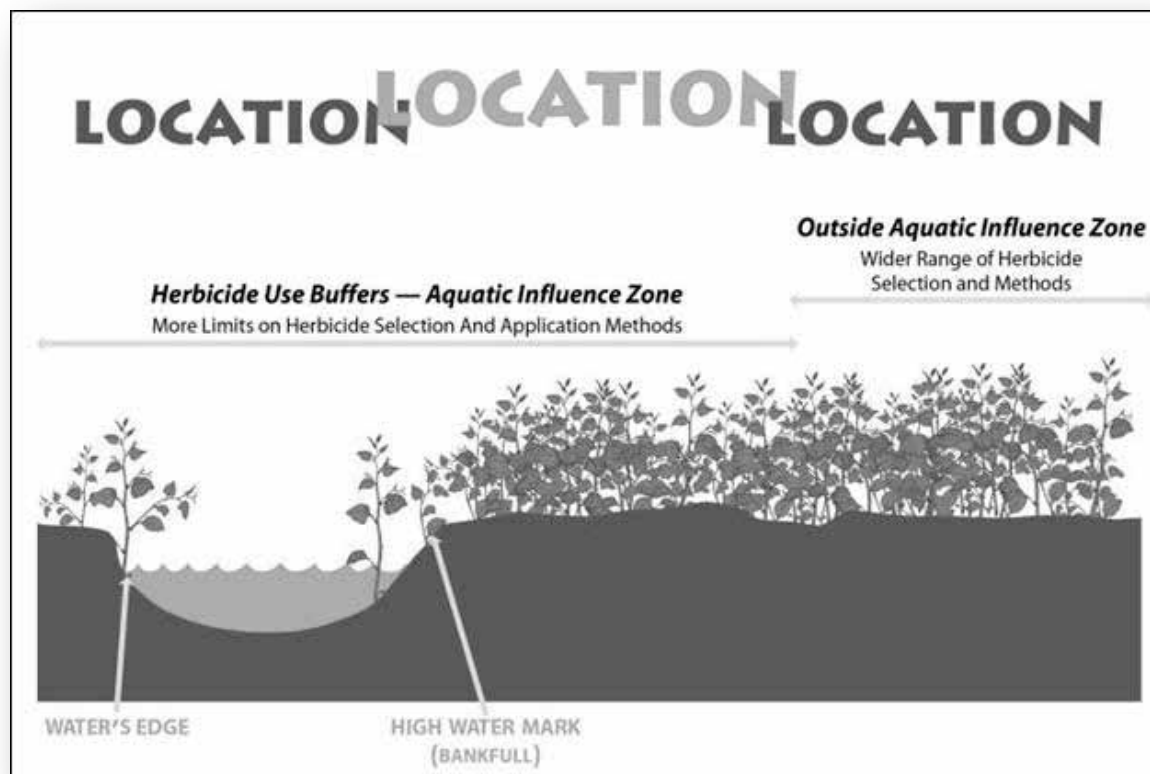 LOCATION LOCATION LOCATION
Outside Aquatic Influence Zone
Wider Range of Herbicide
Selection and Methods
Herbicide Use Buffers — Aquatic Influence Zone
More Limits on Herbicide Selection And Application Methods
WATER'S EDGE
HIGH WATER MARK
(BANKFULL)